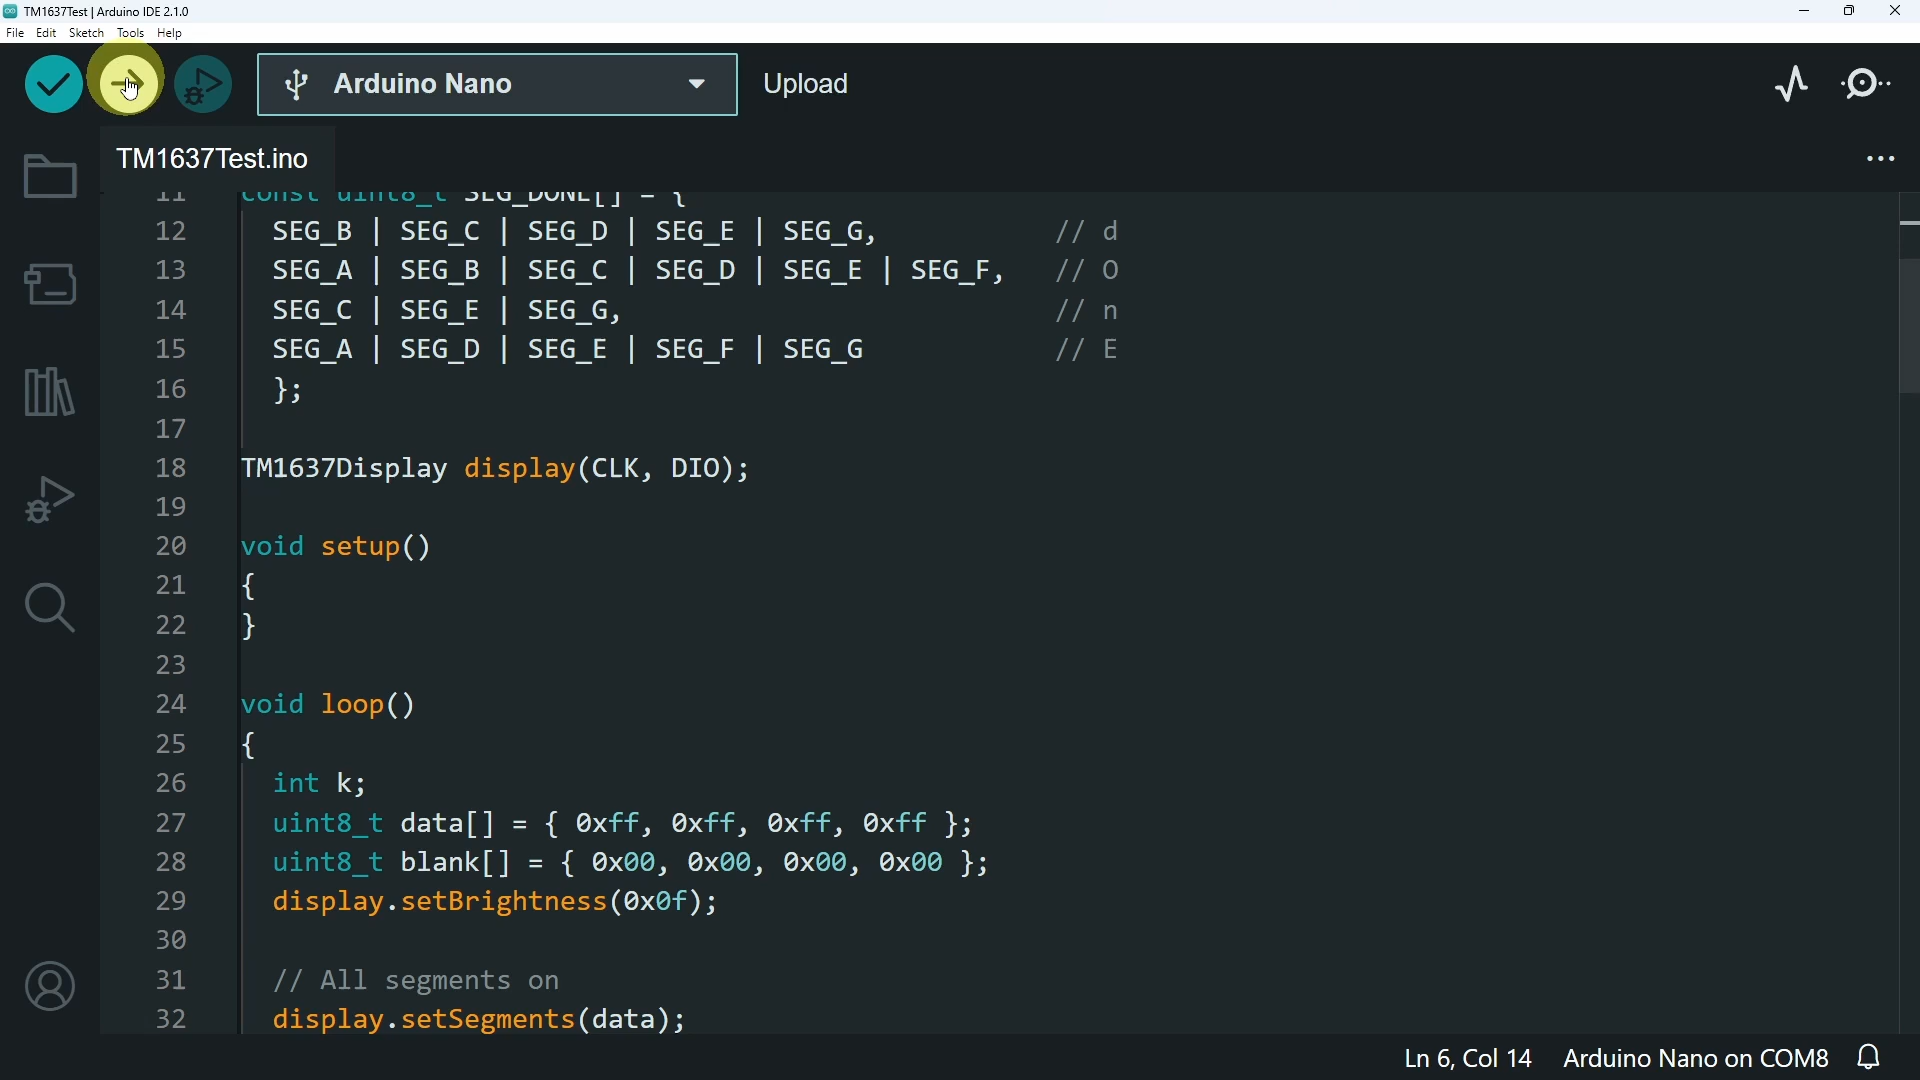 TM1637Test | Arduino IDE 2.1.0
File Edit Sketch Tools Help
Arduino Nano
Upload
TM1637Test.ino
11 const uint8_t SEG_DONE[] = {
12 SEG_B | SEG_C | SEG_D | SEG_E | SEG_G, // d
13 SEG_A | SEG_B | SEG_C | SEG_D | SEG_E | SEG_F, // O
14 SEG_C | SEG_E | SEG_G, // n
15 SEG_A | SEG_D | SEG_E | SEG_F | SEG_G // E
16 };
17
18 TM1637Display display(CLK, DIO);
19
20 void setup()
21 {
22 }
23
24 void loop()
25 {
26 int k;
27 uint8_t data[] = { 0xff, 0xff, 0xff, 0xff };
28 uint8_t blank[] = { 0x00, 0x00, 0x00, 0x00 };
29 display.setBrightness(0x0f);
30
31 // All segments on
32 display.setSegments(data);
Ln 6, Col 14 Arduino Nano on COM8